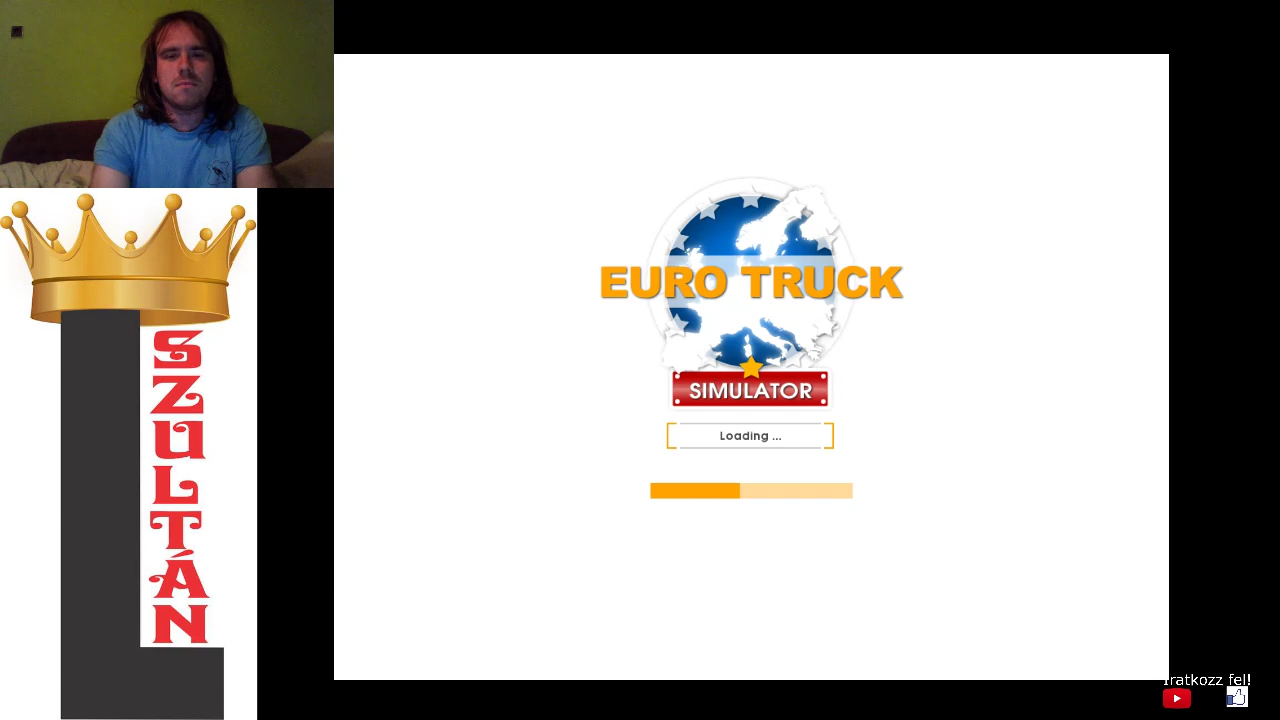 SZULTÁN
EURO TRUCK
SIMULATOR
Loading ...
Iratkozz fel!